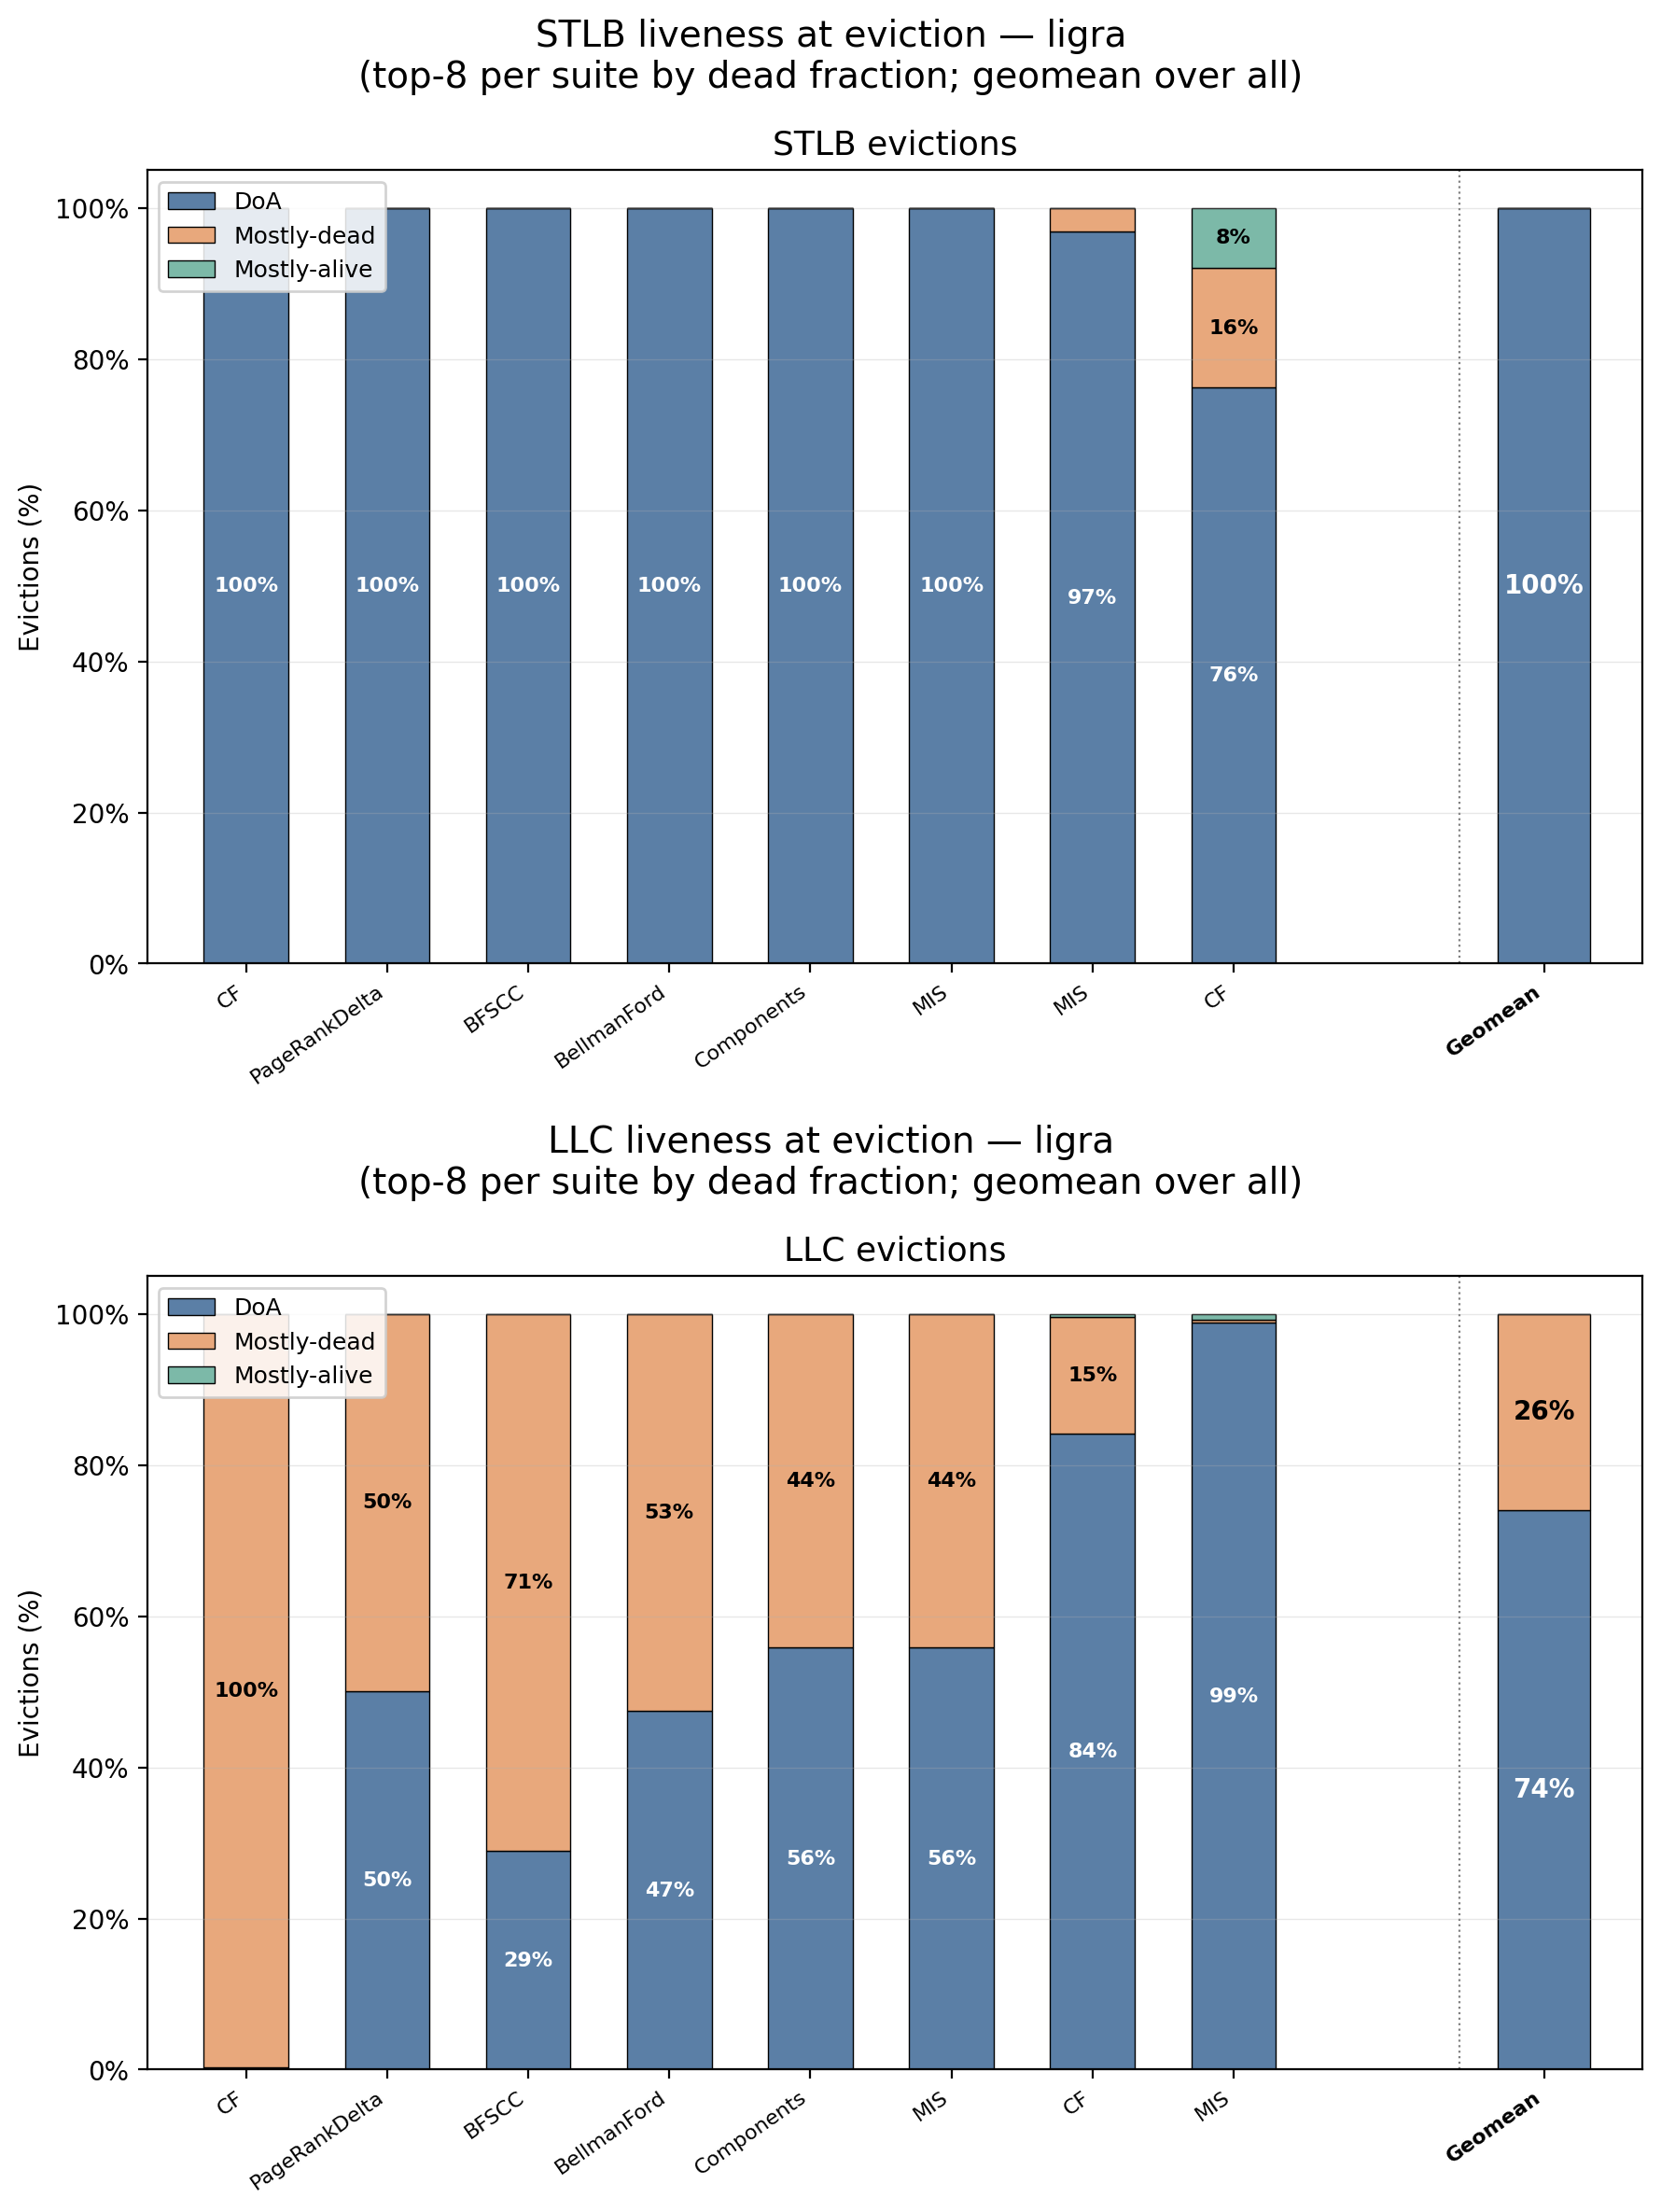 STLB liveness at eviction — ligra
(top-8 per suite by dead fraction; geomean over all)
STLB evictions
DoA
Mostly-dead
Mostly-alive
Evictions (%)
100%
80%
60%
40%
20%
0%
100%
100%
100%
100%
100%
100%
97%
8%
16%
76%
100%
CF
PageRankDelta
BFSCC
BellmanFord
Components
MIS
MIS
CF
Geomean
LLC liveness at eviction — ligra
(top-8 per suite by dead fraction; geomean over all)
LLC evictions
DoA
Mostly-dead
Mostly-alive
Evictions (%)
100%
80%
60%
40%
20%
0%
100%
50%
50%
71%
29%
53%
47%
44%
56%
44%
56%
15%
84%
99%
26%
74%
CF
PageRankDelta
BFSCC
BellmanFord
Components
MIS
CF
MIS
Geomean